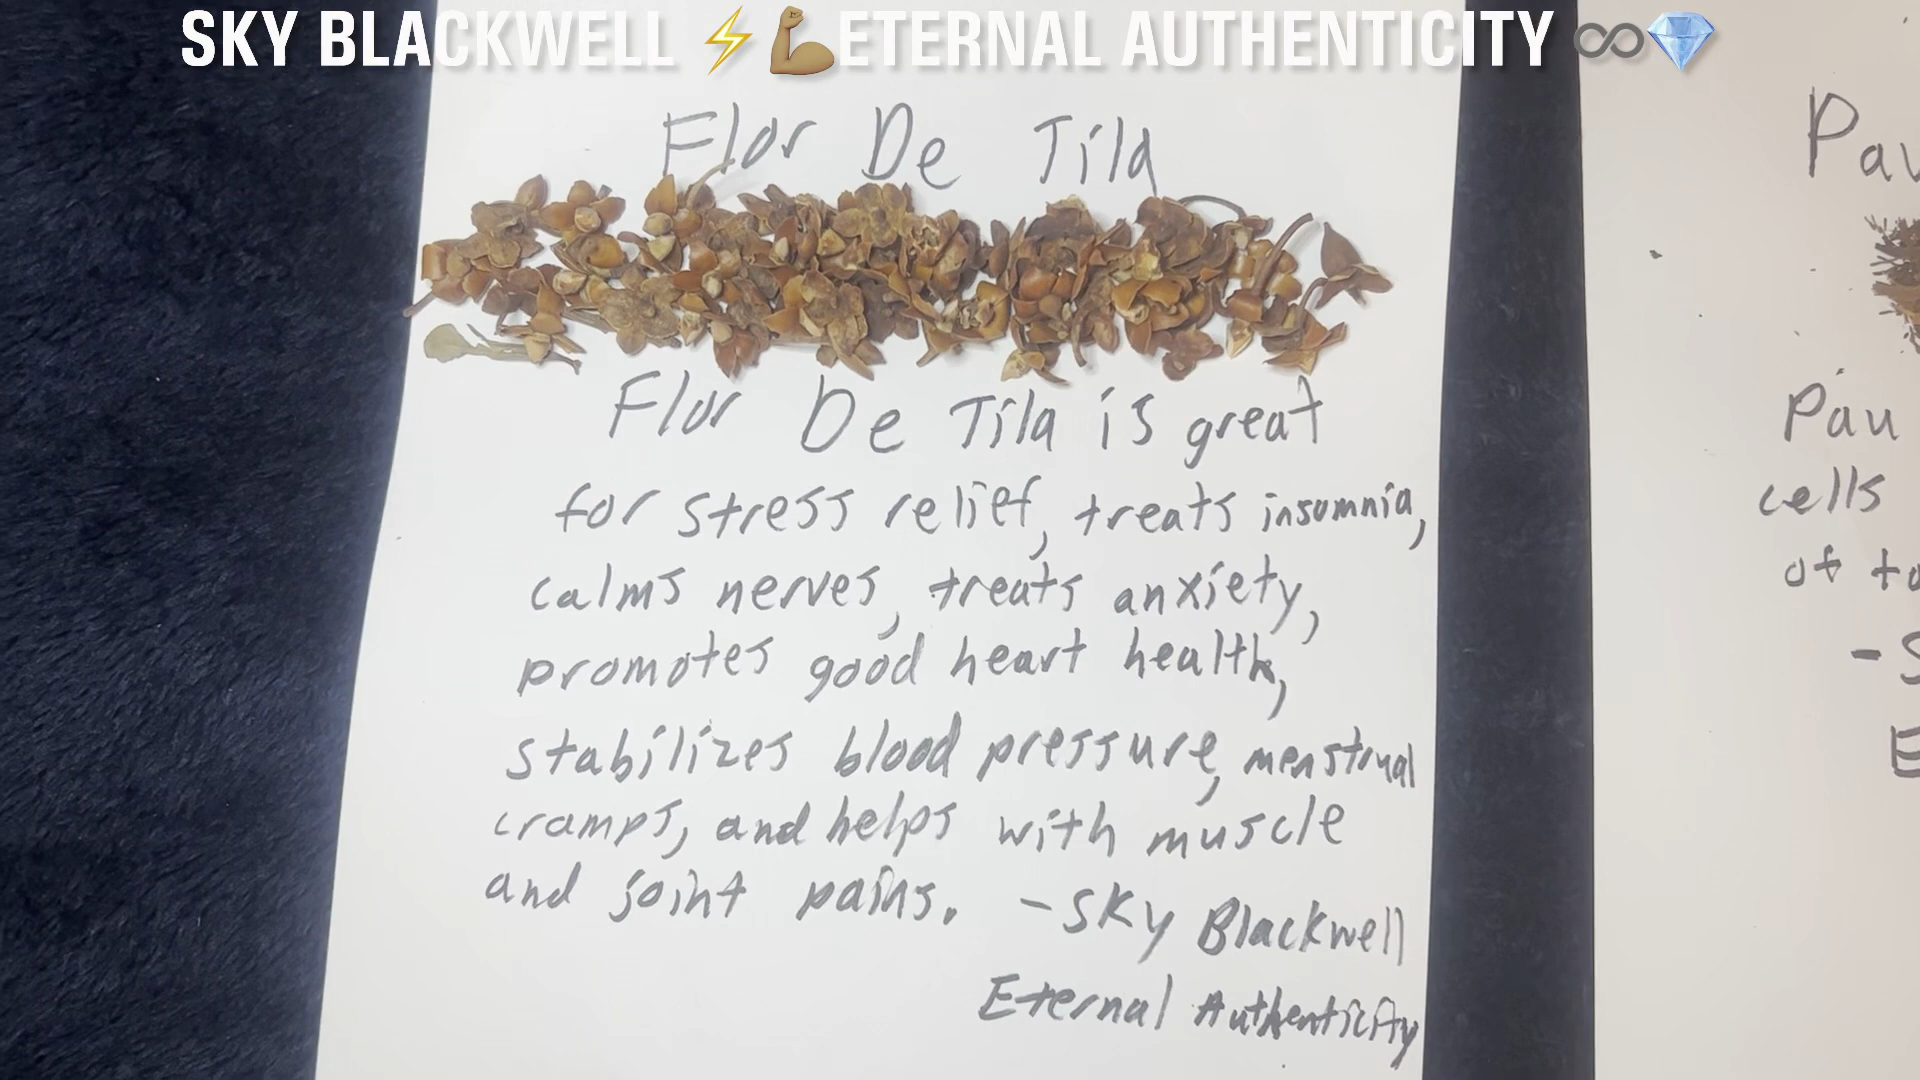 SKY BLACKWELL ⚡💪🏽ETERNAL AUTHENTICITY ♾💎
Flor De Tila
Flor De Tila is great
for stress relief, treats insomnia,
calms nerves, treats anxiety,
promotes good heart health,
stabilizes blood pressure, menstrual
cramps, and helps with muscle
and joint pains. - Sky Blackwell
Eternal Authenticity
Pau
cells
of